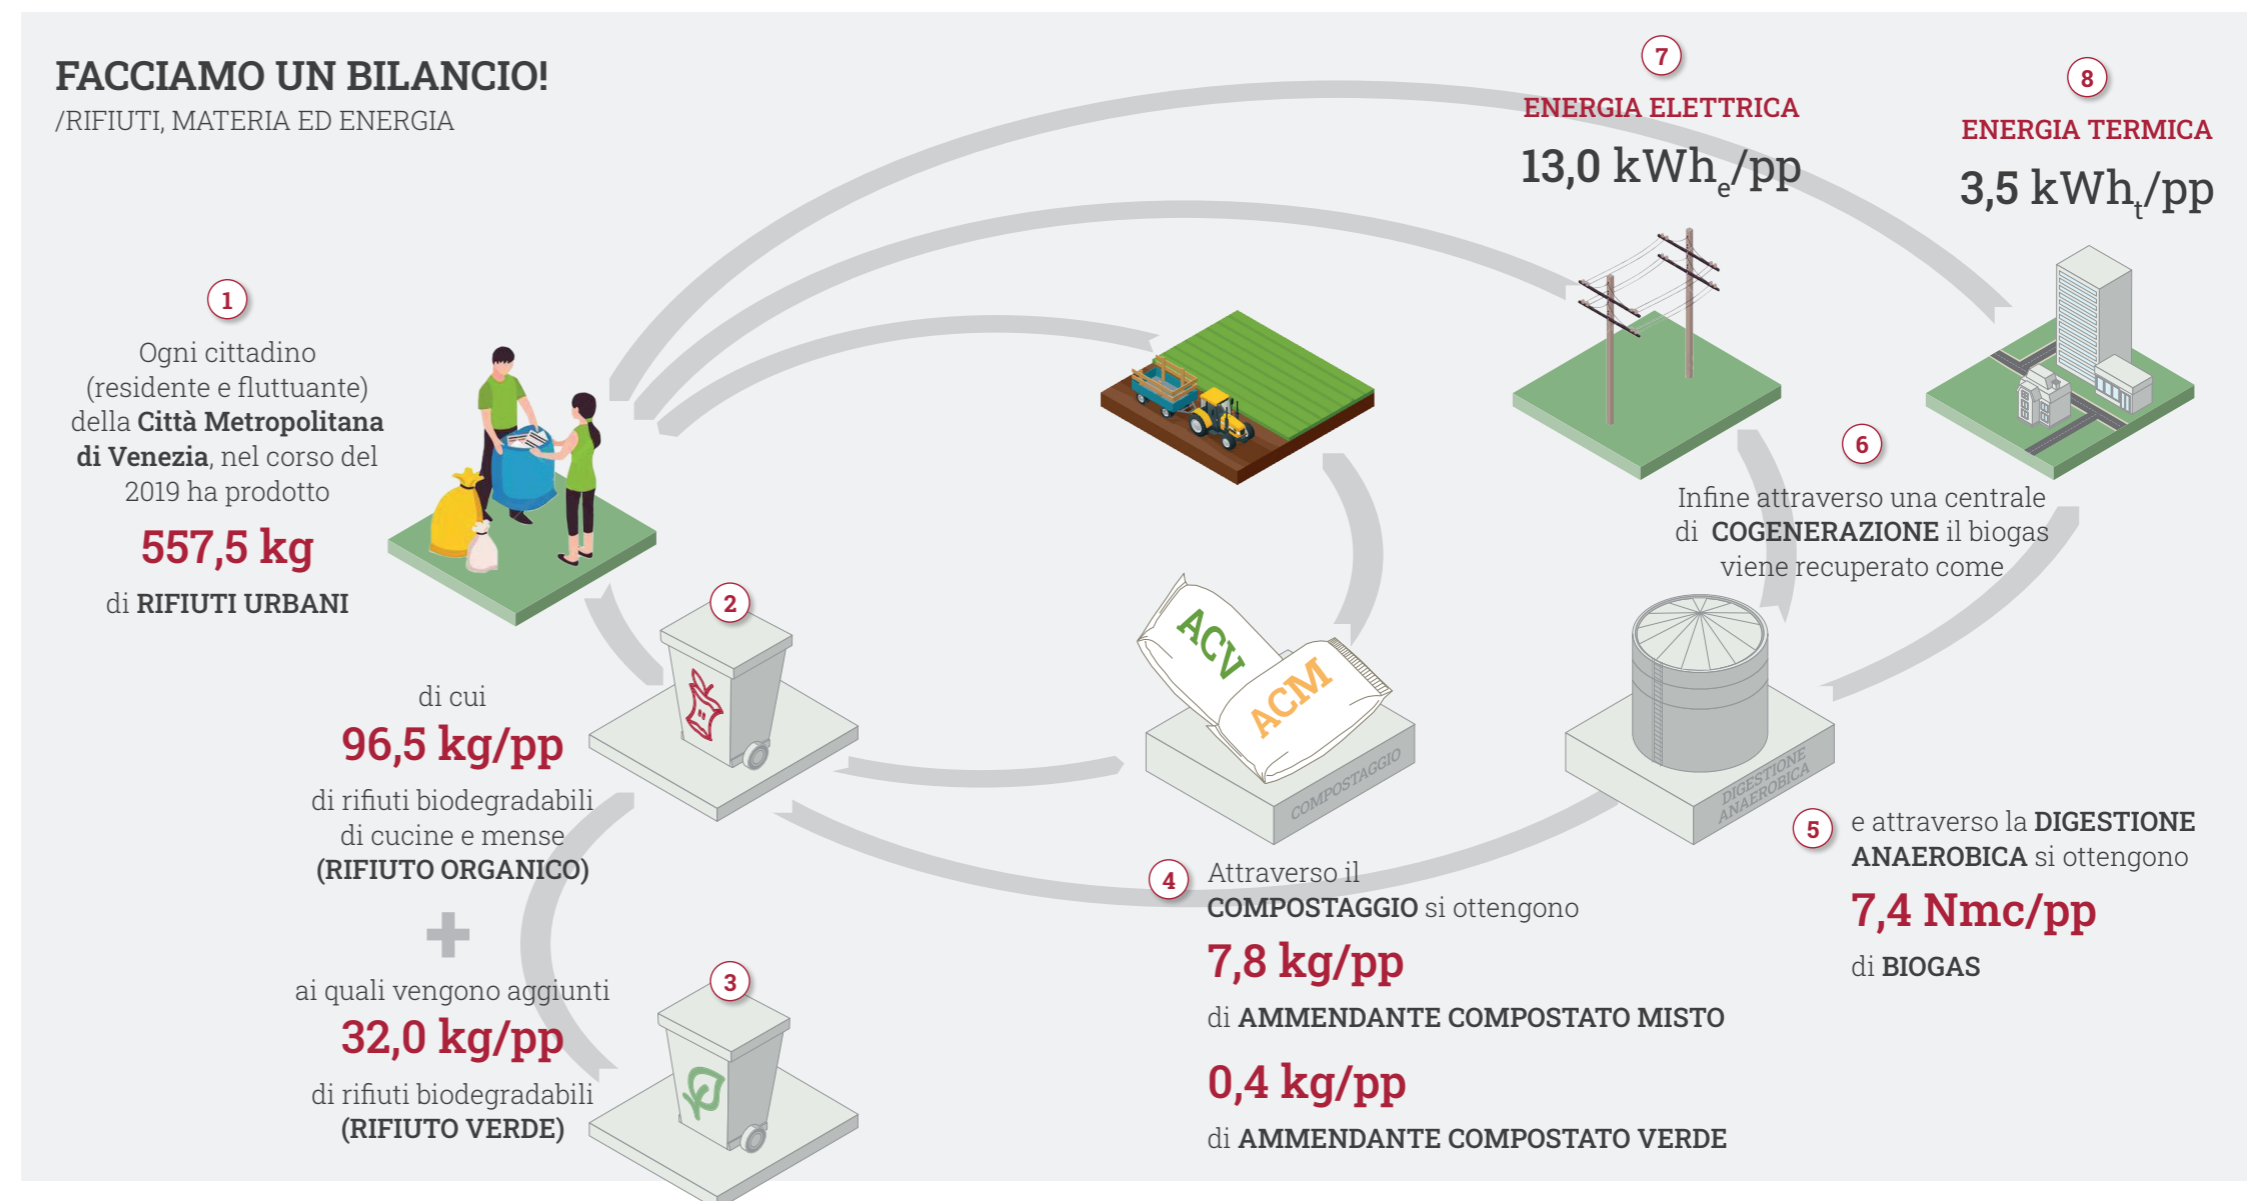 FACCIAMO UN BILANCIO!
/RIFIUTI, MATERIA ED ENERGIA
1
Ogni cittadino
(residente e fluttuante)
della Città Metropolitana
di Venezia, nel corso del
2019 ha prodotto
557,5 kg
di RIFIUTI URBANI
2
di cui
96,5 kg/pp
di rifiuti biodegradabili
di cucine e mense
(RIFIUTO ORGANICO)
+
3
ai quali vengono aggiunti
32,0 kg/pp
di rifiuti biodegradabili
(RIFIUTO VERDE)
ACV
ACM
COMPOSTAGGIO
4
Attraverso il
COMPOSTAGGIO si ottengono
7,8 kg/pp
di AMMENDANTE COMPOSTATO MISTO
0,4 kg/pp
di AMMENDANTE COMPOSTATO VERDE
DIGESTIONE
ANAEROBICA
5
e attraverso la DIGESTIONE
ANAEROBICA si ottengono
7,4 Nmc/pp
di BIOGAS
6
Infine attraverso una centrale
di COGENERAZIONE il biogas
viene recuperato come
7
ENERGIA ELETTRICA
13,0 kWhe/pp
8
ENERGIA TERMICA
3,5 kWht/pp